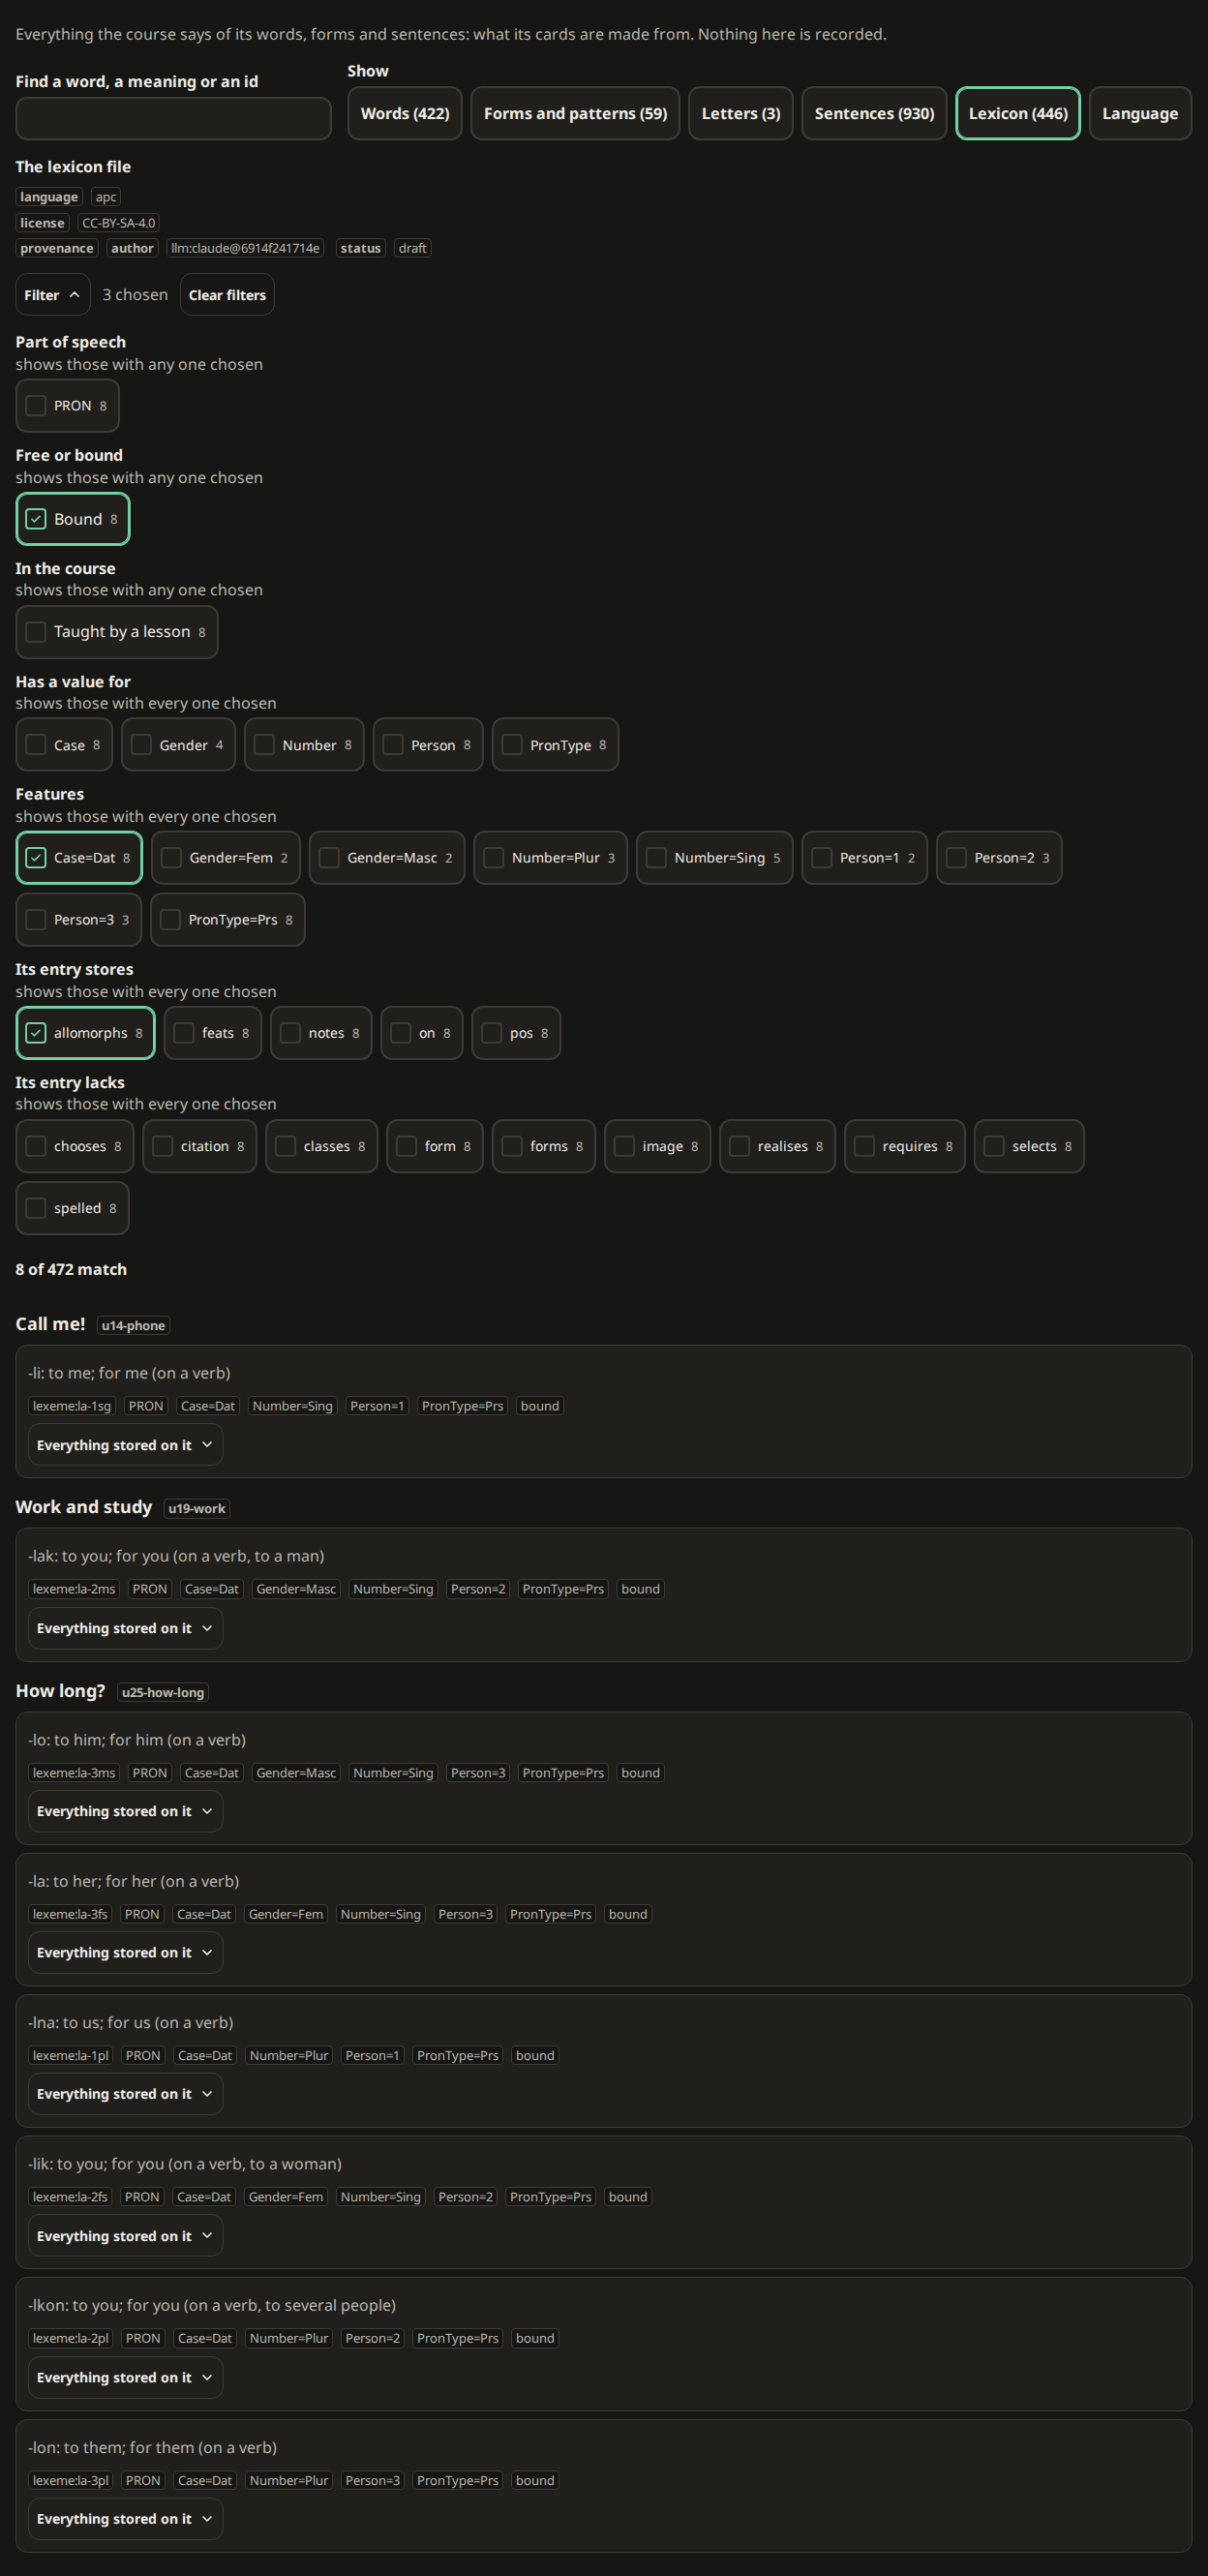 Everything the course says of its words, forms and sentences: what its cards are made from. Nothing here is recorded.
Find a word, a meaning or an id
Show
Words (422) Forms and patterns (59) Letters (3) Sentences (930) Lexicon (446) Language
The lexicon file
language apc
license CC-BY-SA-4.0
provenance author llm:claude@6914f241714e status draft
Filter 3 chosen Clear filters
Part of speech
shows those with any one chosen
PRON 8
Free or bound
shows those with any one chosen
Bound 8
In the course
shows those with any one chosen
Taught by a lesson 8
Has a value for
shows those with every one chosen
Case 8 Gender 4 Number 8 Person 8 PronType 8
Features
shows those with every one chosen
Case=Dat 8 Gender=Fem 2 Gender=Masc 2 Number=Plur 3 Number=Sing 5 Person=1 2 Person=2 3
Person=3 3 PronType=Prs 8
Its entry stores
shows those with every one chosen
allomorphs 8 feats 8 notes 8 on 8 pos 8
Its entry lacks
shows those with every one chosen
chooses 8 citation 8 classes 8 form 8 forms 8 image 8 realises 8 requires 8 selects 8
spelled 8
8 of 472 match
Call me! u14-phone
-li: to me; for me (on a verb)
lexeme:la-1sg PRON Case=Dat Number=Sing Person=1 PronType=Prs bound
Everything stored on it
Work and study u19-work
-lak: to you; for you (on a verb, to a man)
lexeme:la-2ms PRON Case=Dat Gender=Masc Number=Sing Person=2 PronType=Prs bound
Everything stored on it
How long? u25-how-long
-lo: to him; for him (on a verb)
lexeme:la-3ms PRON Case=Dat Gender=Masc Number=Sing Person=3 PronType=Prs bound
Everything stored on it
-la: to her; for her (on a verb)
lexeme:la-3fs PRON Case=Dat Gender=Fem Number=Sing Person=3 PronType=Prs bound
Everything stored on it
-lna: to us; for us (on a verb)
lexeme:la-1pl PRON Case=Dat Number=Plur Person=1 PronType=Prs bound
Everything stored on it
-lik: to you; for you (on a verb, to a woman)
lexeme:la-2fs PRON Case=Dat Gender=Fem Number=Sing Person=2 PronType=Prs bound
Everything stored on it
-lkon: to you; for you (on a verb, to several people)
lexeme:la-2pl PRON Case=Dat Number=Plur Person=2 PronType=Prs bound
Everything stored on it
-lon: to them; for them (on a verb)
lexeme:la-3pl PRON Case=Dat Number=Plur Person=3 PronType=Prs bound
Everything stored on it